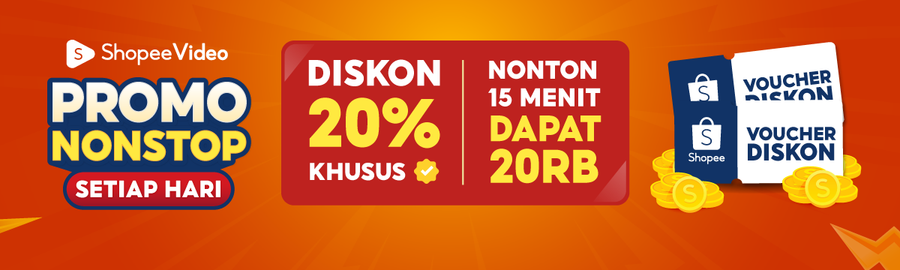 ShopeeVideo
PROMO
NONSTOP
SETIAP HARI
DISKON
20%
KHUSUS
NONTON
15 MENIT
DAPAT
20RB
VOUCHER
DISKON
Shopee
VOUCHER
DISKON